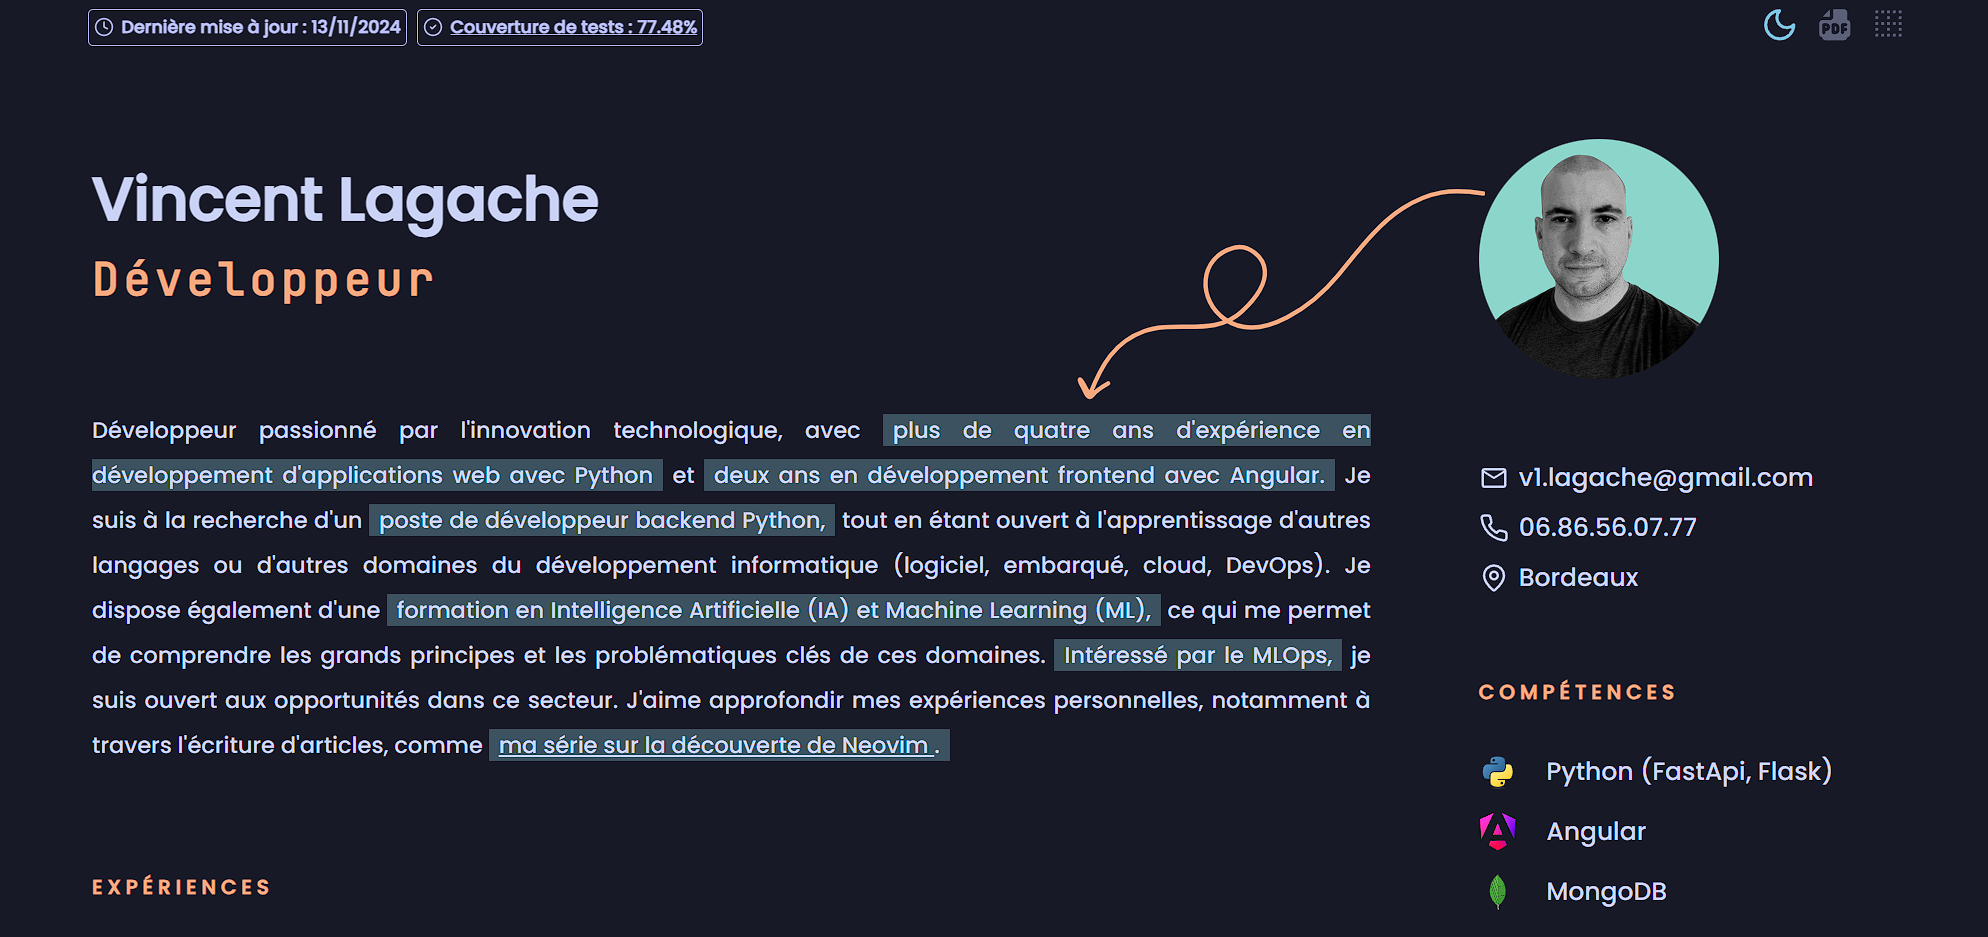 Dernière mise à jour : 13/11/2024
Couverture de tests : 77.48%
PDF
Vincent Lagache
Développeur
Développeur passionné par l'innovation technologique, avec plus de quatre ans d'expérience en
développement d'applications web avec Python et deux ans en développement frontend avec Angular. Je
suis à la recherche d'un poste de développeur backend Python, tout en étant ouvert à l'apprentissage d'autres
langages ou d'autres domaines du développement informatique (logiciel, embarqué, cloud, DevOps). Je
dispose également d'une formation en Intelligence Artificielle (IA) et Machine Learning (ML), ce qui me permet
de comprendre les grands principes et les problématiques clés de ces domaines. Intéressé par le MLOps, je
suis ouvert aux opportunités dans ce secteur. J'aime approfondir mes expériences personnelles, notamment à
travers l'écriture d'articles, comme ma série sur la découverte de Neovim .
EXPÉRIENCES
v1.lagache@gmail.com
06.86.56.07.77
Bordeaux
COMPÉTENCES
Python (FastApi, Flask)
Angular
MongoDB